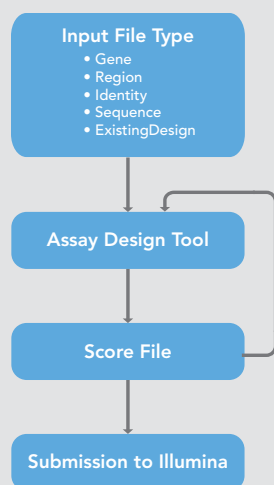 Input File Type
• Gene
• Region
• Identity
• Sequence
• ExistingDesign
Assay Design Tool
Score File
Submission to Illumina